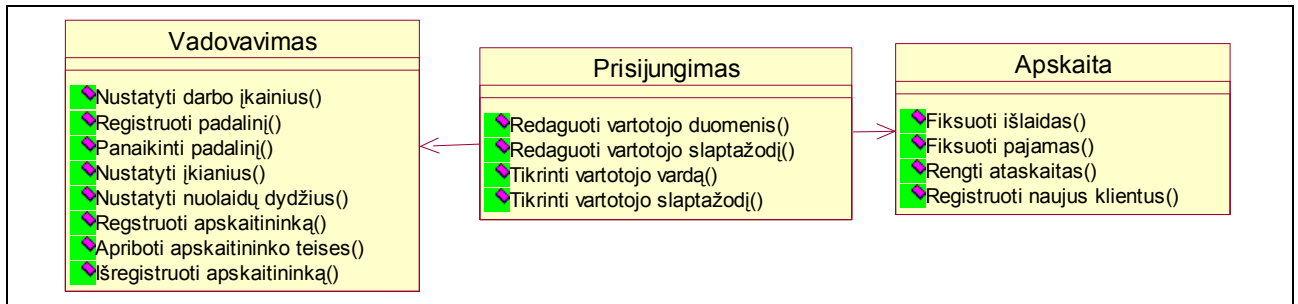 Vadovavimas
Nustatyti darbo įkainius()
Registruoti padalinį()
Panaikinti padalinį()
Nustatyti įkianius()
Nustatyti nuolaidų dydžius()
Regstruoti apskaitininką()
Apriboti apskaitininko teises()
Išregistruoti apskaitininką()
Prisijungimas
Redaguoti vartotojo duomenis()
Redaguoti vartotojo slaptažodį()
Tikrinti vartotojo vardą()
Tikrinti vartotojo slaptažodį()
Apskaita
Fiksuoti išlaidas()
Fiksuoti pajamas()
Rengti ataskaitas()
Registruoti naujus klientus()